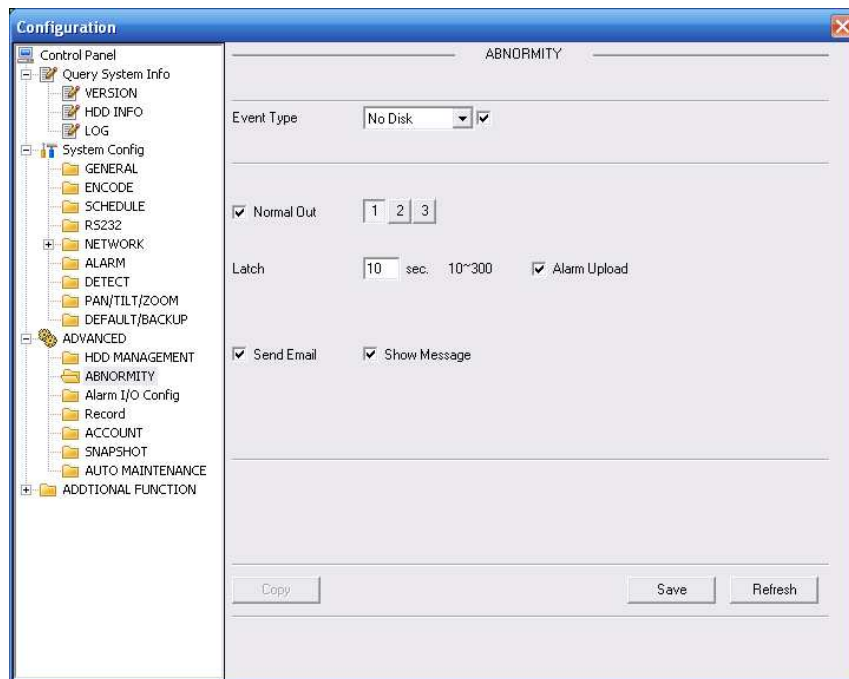 Configuration
Control Panel
Query System Info
VERSION
HDD INFO
LOG
System Config
GENERAL
ENCODE
SCHEDULE
RS232
NETWORK
ALARM
DETECT
PAN/TILT/ZOOM
DEFAULT/BACKUP
ADVANCED
HDD MANAGEMENT
ABNORMITY
Alarm I/O Config
Record
ACCOUNT
SNAPSHOT
AUTO MAINTENANCE
ADDTIONAL FUNCTION
ABNORMITY
Event Type No Disk
Normal Out 1 2 3
Latch 10 sec. 10~300 Alarm Upload
Send Email Show Message
Copy Save Refresh